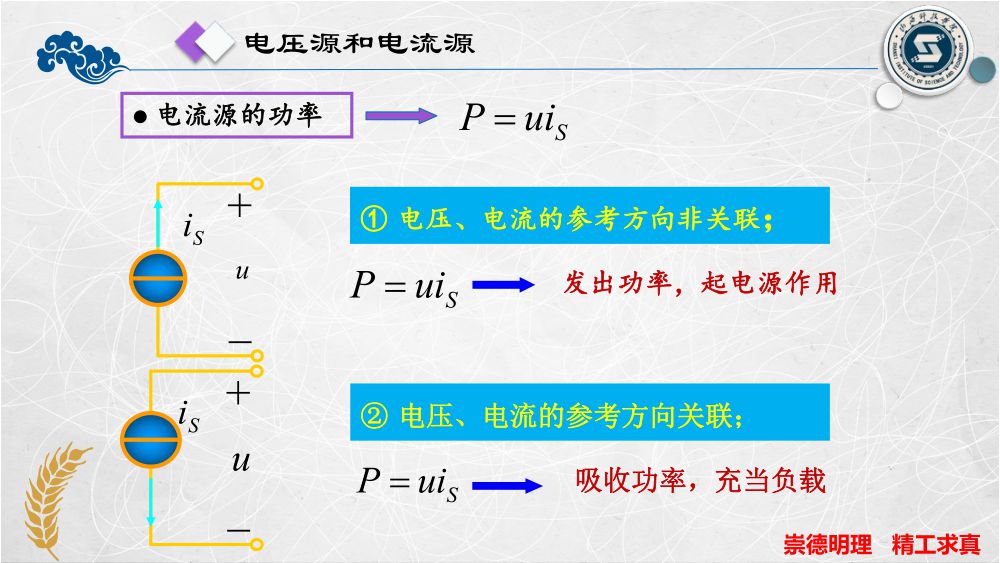 电压源和电流源
● 电流源的功率
P = ui_S
+
i_S
u
−
① 电压、电流的参考方向非关联；
P = ui_S
发出功率，起电源作用
+
i_S
u
−
② 电压、电流的参考方向关联；
P = ui_S
吸收功率，充当负载
崇德明理 精工求真